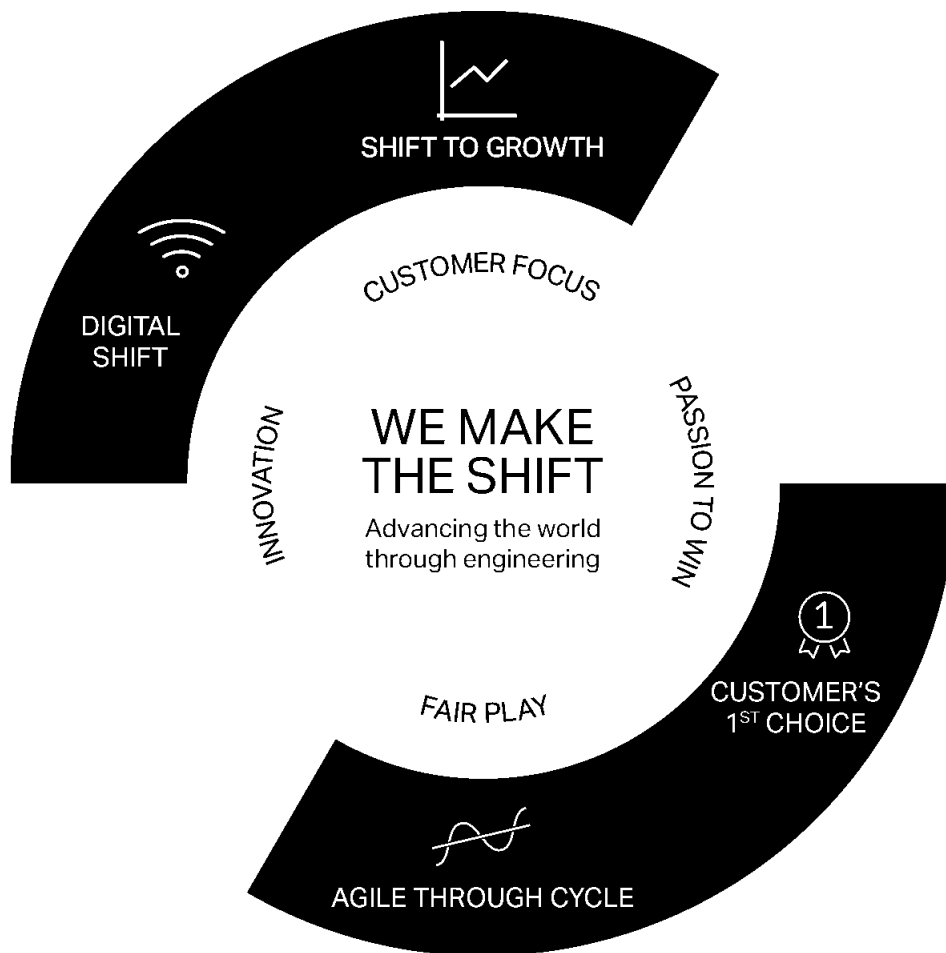 SHIFT TO GROWTH
DIGITAL
SHIFT
CUSTOMER FOCUS
INNOVATION
WE MAKE
THE SHIFT
Advancing the world
through engineering
PASSION TO WIN
1
CUSTOMER'S
1ST CHOICE
FAIR PLAY
AGILE THROUGH CYCLE